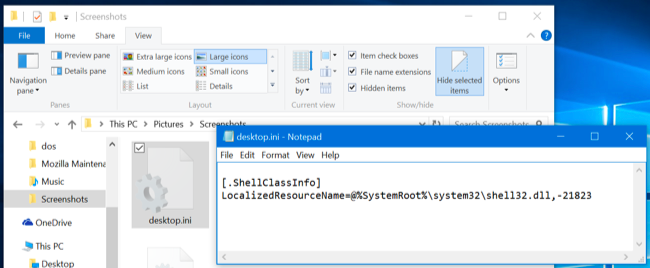 Screenshots
File
Home
Share
View
Navigation pane
Preview pane
Details pane
Panes
Extra large icons
Large icons
Medium icons
Small icons
List
Details
Layout
Sort by
Current view
Item check boxes
File name extensions
Hidden items
Hide selected items
Show/hide
Options
This PC > Pictures > Screenshots
Search Screenshots
dos
Mozilla Maintena
Music
Screenshots
OneDrive
This PC
Desktop
desktop.ini
desktop.ini - Notepad
File Edit Format View Help
[.ShellClassInfo]
LocalizedResourceName=@%SystemRoot%\system32\shell32.dll,-21823